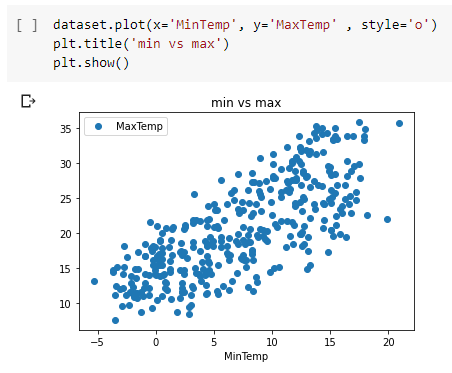 [ ] dataset.plot(x='MinTemp', y='MaxTemp' , style='o')
plt.title('min vs max')
plt.show()
min vs max
MaxTemp
35
30
25
20
15
10
−5 0 5 10 15 20
MinTemp